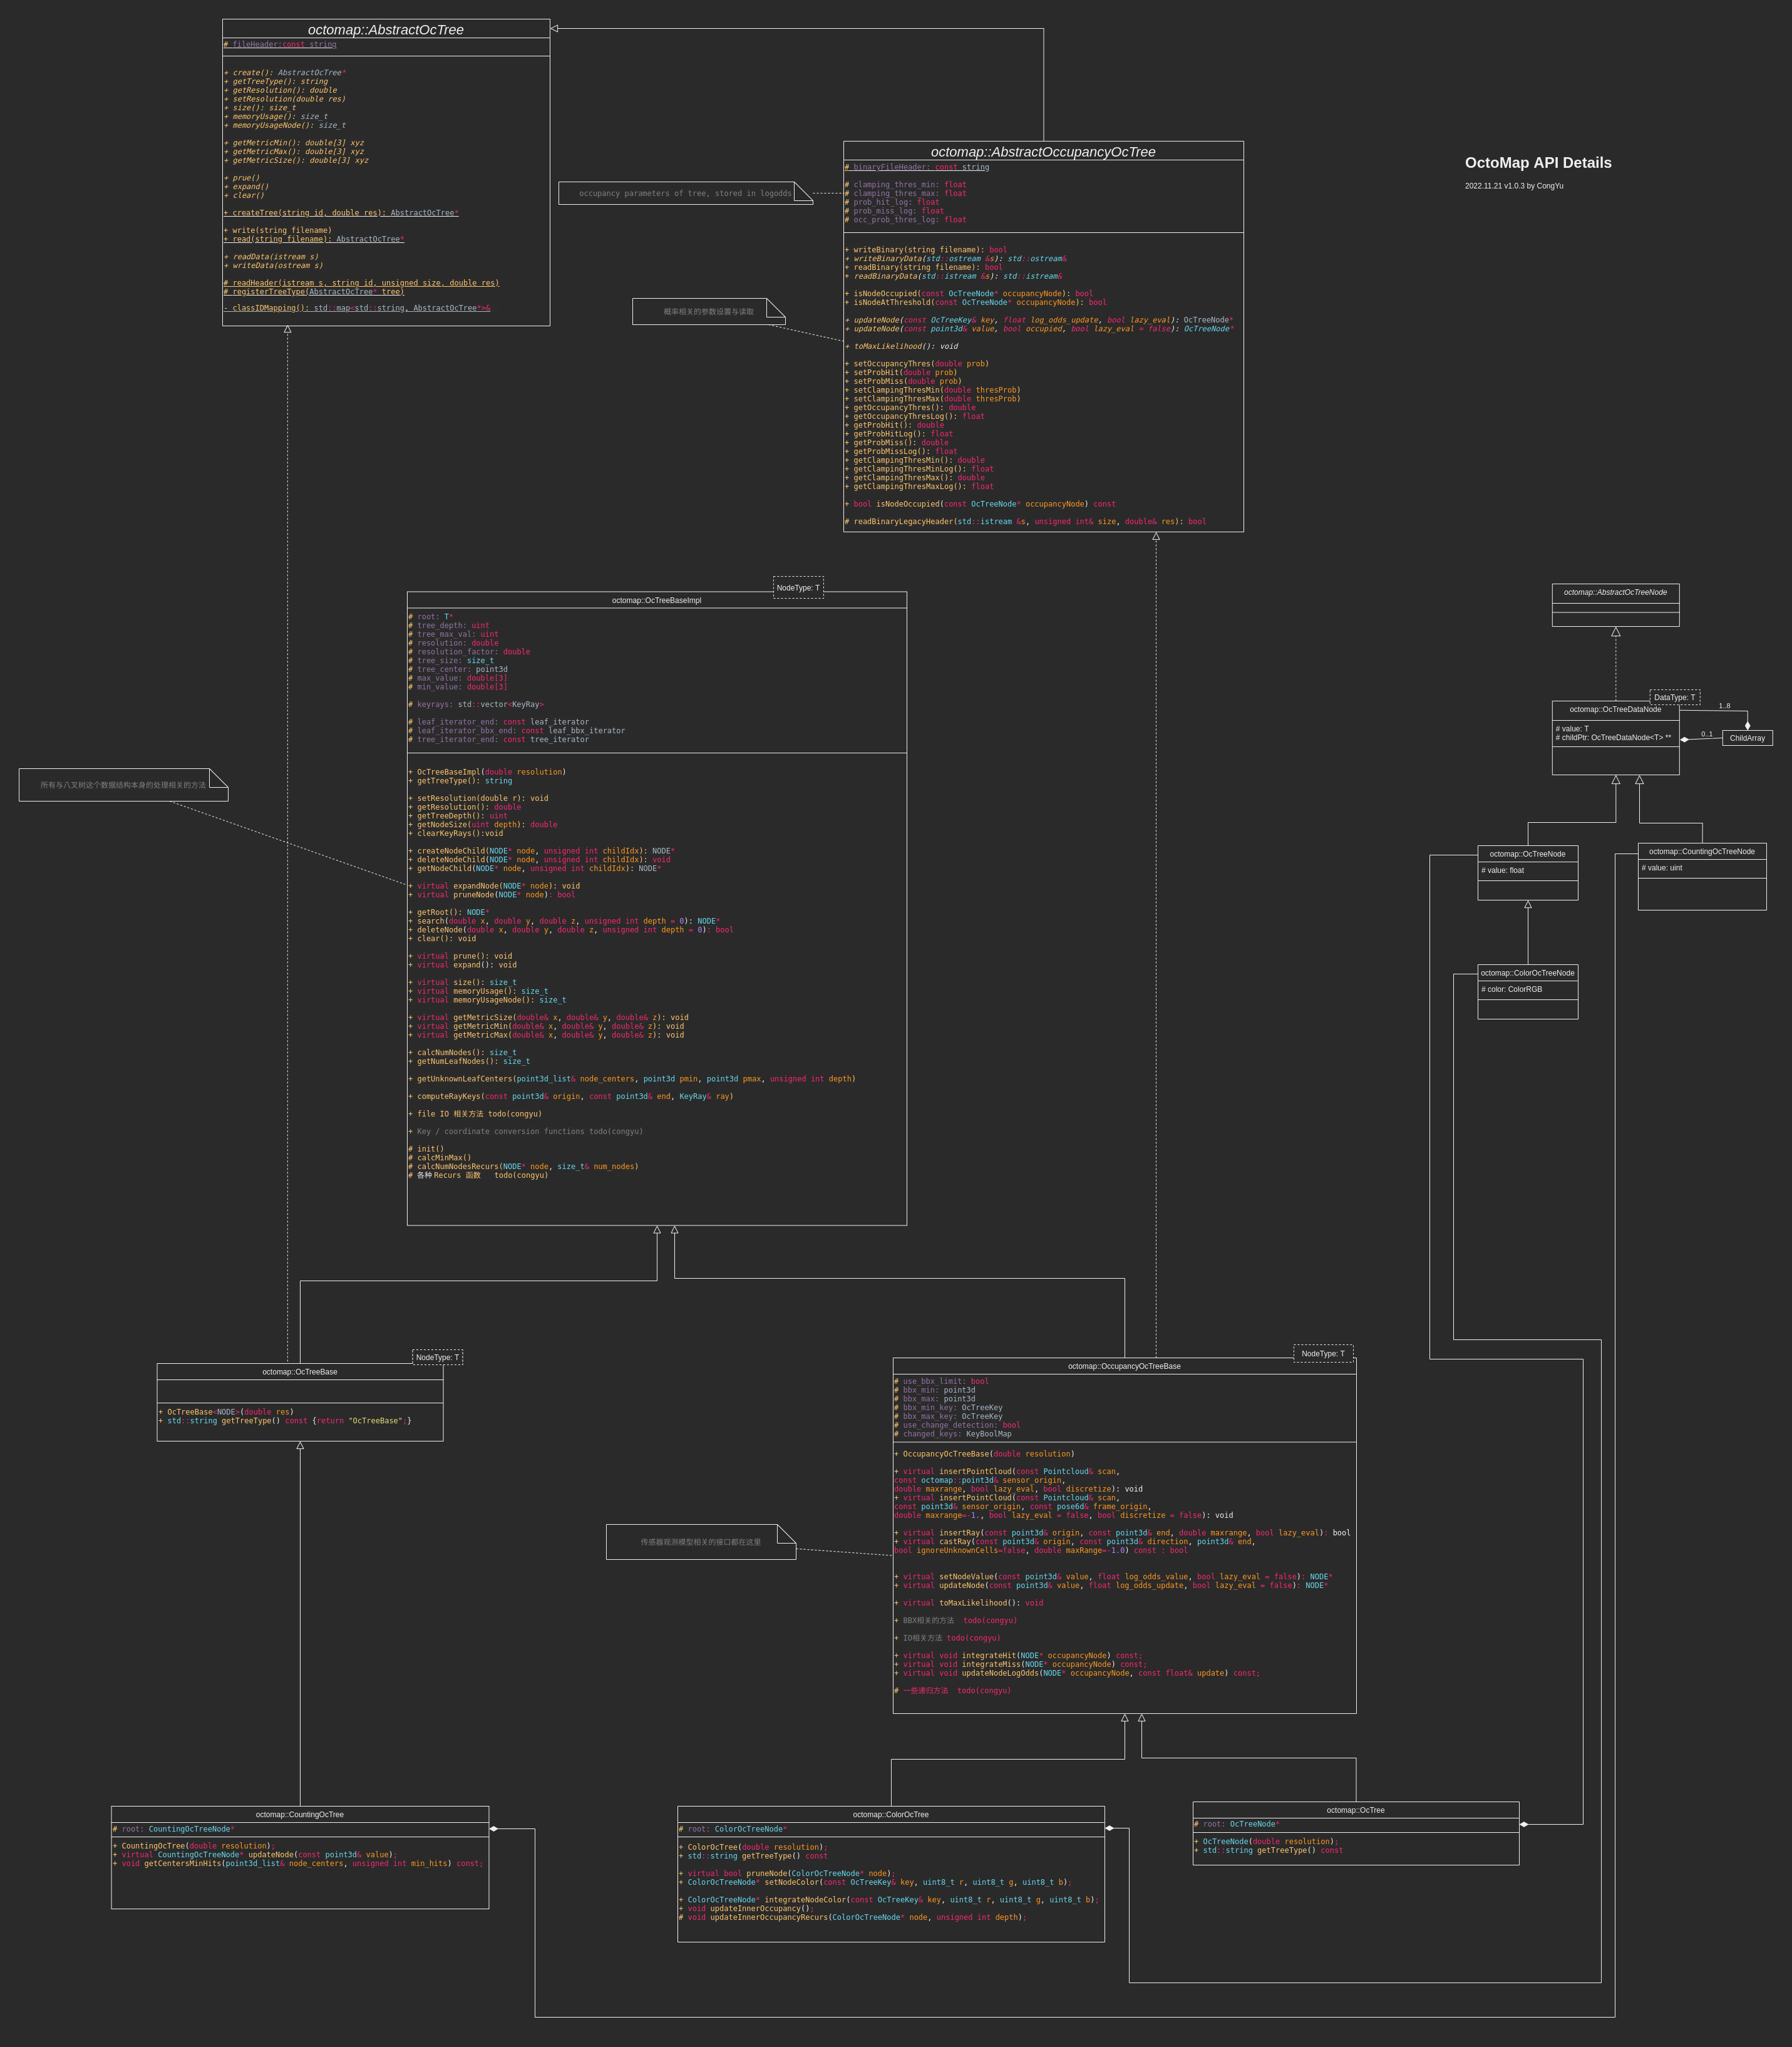 octomap::AbstractOcTree
# fileHeader:const string
+ create(): AbstractOcTree*
+ getTreeType(): string
+ getResolution(): double
+ setResolution(double res)
+ size(): size_t
+ memoryUsage(): size_t
+ memoryUsageNode(): size_t
+ getMetricMin(): double[3] xyz
+ getMetricMax(): double[3] xyz
+ getMetricSize(): double[3] xyz
+ prue()
+ expand()
+ clear()
+ createTree(string id, double res): AbstractOcTree*
+ write(string filename)
+ read(string filename): AbstractOcTree*
+ readData(istream s)
+ writeData(ostream s)
# readHeader(istream s, string id, unsigned size, double res)
# registerTreeType(AbstractOcTree* tree)
- classIDMapping(): std::map<std::string, AbstractOcTree*>&
octomap::AbstractOccupancyOcTree
# binaryFileHeader: const string
# clamping_thres_min: float
# clamping_thres_max: float
# prob_hit_log: float
# prob_miss_log: float
# occ_prob_thres_log: float
+ writeBinary(string filename): bool
+ writeBinaryData(std::ostream &s): std::ostream&
+ readBinary(string filename): bool
+ readBinaryData(std::istream &s): std::istream&
+ isNodeOccupied(const OcTreeNode* occupancyNode): bool
+ isNodeAtThreshold(const OcTreeNode* occupancyNode): bool
+ updateNode(const OcTreeKey& key, float log_odds_update, bool lazy_eval): OcTreeNode*
+ updateNode(const point3d& value, bool occupied, bool lazy_eval = false): OcTreeNode*
+ toMaxLikelihood(): void
+ setOccupancyThres(double prob)
+ setProbHit(double prob)
+ setProbMiss(double prob)
+ setClampingThresMin(double thresProb)
+ setClampingThresMax(double thresProb)
+ getOccupancyThres(): double
+ getOccupancyThresLog(): float
+ getProbHit(): double
+ getProbHitLog(): float
+ getProbMiss(): double
+ getProbMissLog(): float
+ getClampingThresMin(): double
+ getClampingThresMinLog(): float
+ getClampingThresMax(): double
+ getClampingThresMaxLog(): float
+ bool isNodeOccupied(const OcTreeNode* occupancyNode) const
# readBinaryLegacyHeader(std::istream &s, unsigned int& size, double& res): bool
occupancy parameters of tree, stored in logodds
概率相关的参数设置与读取
OctoMap API Details
2022.11.21 v1.0.3 by CongYu
NodeType: T
octomap::OcTreeBaseImpl
# root: T*
# tree_depth: uint
# tree_max_val: uint
# resolution: double
# resolution_factor: double
# tree_size: size_t
# tree_center: point3d
# max_value: double[3]
# min_value: double[3]
# keyrays: std::vector<KeyRay>
# leaf_iterator_end: const leaf_iterator
# leaf_iterator_bbx_end: const leaf_bbx_iterator
# tree_iterator_end: const tree_iterator
+ OcTreeBaseImpl(double resolution)
+ getTreeType(): string
+ setResolution(double r): void
+ getResolution(): double
+ getTreeDepth(): uint
+ getNodeSize(uint depth): double
+ clearKeyRays():void
+ createNodeChild(NODE* node, unsigned int childIdx): NODE*
+ deleteNodeChild(NODE* node, unsigned int childIdx): void
+ getNodeChild(NODE* node, unsigned int childIdx): NODE*
+ virtual expandNode(NODE* node): void
+ virtual pruneNode(NODE* node): bool
+ getRoot(): NODE*
+ search(double x, double y, double z, unsigned int depth = 0): NODE*
+ deleteNode(double x, double y, double z, unsigned int depth = 0): bool
+ clear(): void
+ virtual prune(): void
+ virtual expand(): void
+ virtual size(): size_t
+ virtual memoryUsage(): size_t
+ virtual memoryUsageNode(): size_t
+ virtual getMetricSize(double& x, double& y, double& z): void
+ virtual getMetricMin(double& x, double& y, double& z): void
+ virtual getMetricMax(double& x, double& y, double& z): void
+ calcNumNodes(): size_t
+ getNumLeafNodes(): size_t
+ getUnknownLeafCenters(point3d_list& node_centers, point3d pmin, point3d pmax, unsigned int depth)
+ computeRayKeys(const point3d& origin, const point3d& end, KeyRay& ray)
+ file IO 相关方法 todo(congyu)
+ Key / coordinate conversion functions todo(congyu)
# init()
# calcMinMax()
# calcNumNodesRecurs(NODE* node, size_t& num_nodes)
# 各种 Recurs 函数 todo(congyu)
所有与八叉树这个数据结构本身的处理相关的方法
octomap::AbstractOcTreeNode
DataType: T
octomap::OcTreeDataNode
# value: T
# childPtr: OcTreeDataNode<T> **
1..8
0..1
ChildArray
octomap::OcTreeNode
# value: float
octomap::CountingOcTreeNode
# value: uint
octomap::ColorOcTreeNode
# color: ColorRGB
NodeType: T
octomap::OcTreeBase
+ OcTreeBase<NODE>(double res)
+ std::string getTreeType() const {return "OcTreeBase";}
NodeType: T
octomap::OccupancyOcTreeBase
# use_bbx_limit: bool
# bbx_min: point3d
# bbx_max: point3d
# bbx_min_key: OcTreeKey
# bbx_max_key: OcTreeKey
# use_change_detection: bool
# changed_keys: KeyBoolMap
+ OccupancyOcTreeBase(double resolution)
+ virtual insertPointCloud(const Pointcloud& scan,
const octomap::point3d& sensor_origin,
double maxrange, bool lazy_eval, bool discretize): void
+ virtual insertPointCloud(const Pointcloud& scan,
const point3d& sensor_origin, const pose6d& frame_origin,
double maxrange=-1., bool lazy_eval = false, bool discretize = false): void
+ virtual insertRay(const point3d& origin, const point3d& end, double maxrange, bool lazy_eval): bool
+ virtual castRay(const point3d& origin, const point3d& direction, point3d& end,
bool ignoreUnknownCells=false, double maxRange=-1.0) const : bool
+ virtual setNodeValue(const point3d& value, float log_odds_value, bool lazy_eval = false): NODE*
+ virtual updateNode(const point3d& value, float log_odds_update, bool lazy_eval = false): NODE*
+ virtual toMaxLikelihood(): void
+ BBX相关的方法 todo(congyu)
+ IO相关方法 todo(congyu)
+ virtual void integrateHit(NODE* occupancyNode) const;
+ virtual void integrateMiss(NODE* occupancyNode) const;
+ virtual void updateNodeLogOdds(NODE* occupancyNode, const float& update) const;
# 一些递归方法 todo(congyu)
传感器观测模型相关的接口都在这里
octomap::CountingOcTree
# root: CountingOcTreeNode*
+ CountingOcTree(double resolution);
+ virtual CountingOcTreeNode* updateNode(const point3d& value);
+ void getCentersMinHits(point3d_list& node_centers, unsigned int min_hits) const;
octomap::ColorOcTree
# root: ColorOcTreeNode*
+ ColorOcTree(double resolution);
+ std::string getTreeType() const
+ virtual bool pruneNode(ColorOcTreeNode* node);
+ ColorOcTreeNode* setNodeColor(const OcTreeKey& key, uint8_t r, uint8_t g, uint8_t b);
+ ColorOcTreeNode* integrateNodeColor(const OcTreeKey& key, uint8_t r, uint8_t g, uint8_t b);
+ void updateInnerOccupancy();
# void updateInnerOccupancyRecurs(ColorOcTreeNode* node, unsigned int depth);
octomap::OcTree
# root: OcTreeNode*
+ OcTreeNode(double resolution);
+ std::string getTreeType() const